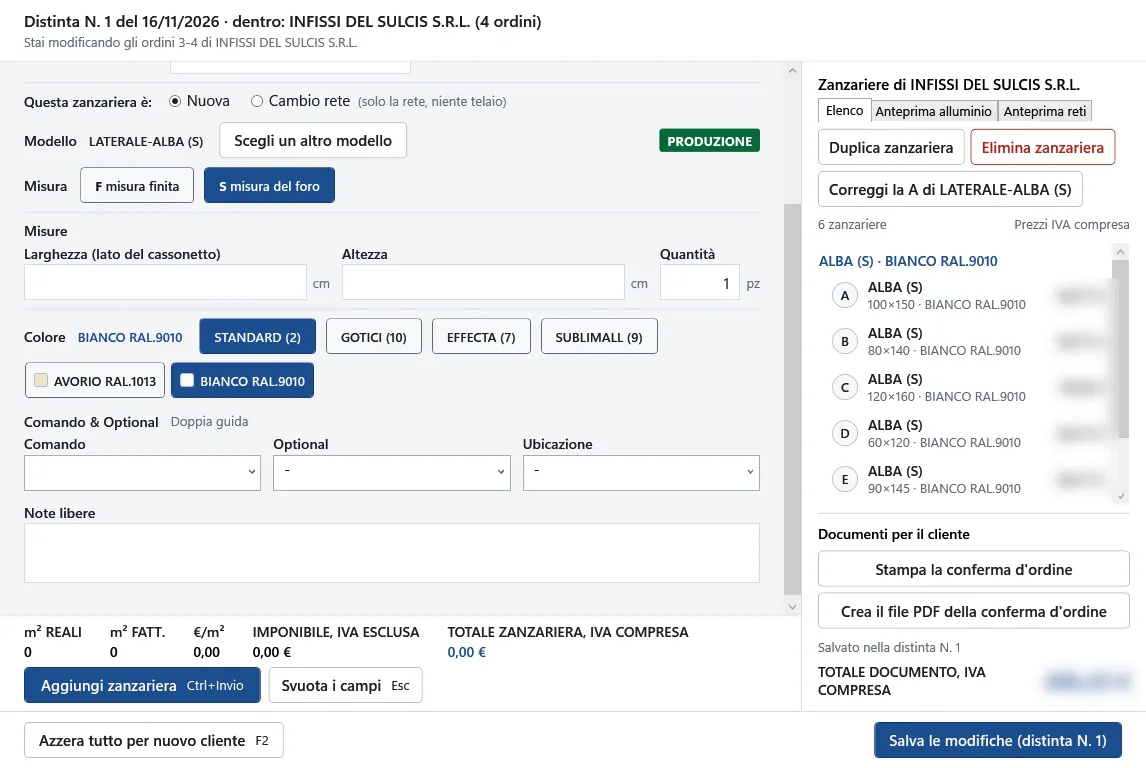 Distinta N. 1 del 16/11/2026 · dentro: INFISSI DEL SULCIS S.R.L. (4 ordini)
Stai modificando gli ordini 3-4 di INFISSI DEL SULCIS S.R.L.
Questa zanzariera è: Nuova Cambio rete (solo la rete, niente telaio)
Modello LATERALE-ALBA (S) Scegli un altro modello PRODUZIONE
Misura F misura finita S misura del foro
Misure
Larghezza (lato del cassonetto) Altezza Quantità
cm cm 1 pz
Colore BIANCO RAL.9010 STANDARD (2) GOTICI (10) EFFECTA (7) SUBLIMALL (9)
AVORIO RAL.1013 BIANCO RAL.9010
Comando & Optional Doppia guida
Comando Optional Ubicazione
- -
Note libere
m² REALI m² FATT. €/m² IMPONIBILE, IVA ESCLUSA TOTALE ZANZARIERA, IVA COMPRESA
0 0 0,00 0,00 € 0,00 €
Aggiungi zanzariera Ctrl+Invio Svuota i campi Esc
Zanzariere di INFISSI DEL SULCIS S.R.L.
Elenco Anteprima alluminio Anteprima reti
Duplica zanzariera Elimina zanzariera
Correggi la A di LATERALE-ALBA (S)
6 zanzariere Prezzi IVA compresa
ALBA (S) · BIANCO RAL.9010
A ALBA (S)
100×150 · BIANCO RAL.9010
B ALBA (S)
80×140 · BIANCO RAL.9010
C ALBA (S)
120×160 · BIANCO RAL.9010
D ALBA (S)
60×120 · BIANCO RAL.9010
E ALBA (S)
90×145 · BIANCO RAL.9010
Documenti per il cliente
Stampa la conferma d'ordine
Crea il file PDF della conferma d'ordine
Salvato nella distinta N. 1
TOTALE DOCUMENTO, IVA
COMPRESA
Azzera tutto per nuovo cliente F2
Salva le modifiche (distinta N. 1)